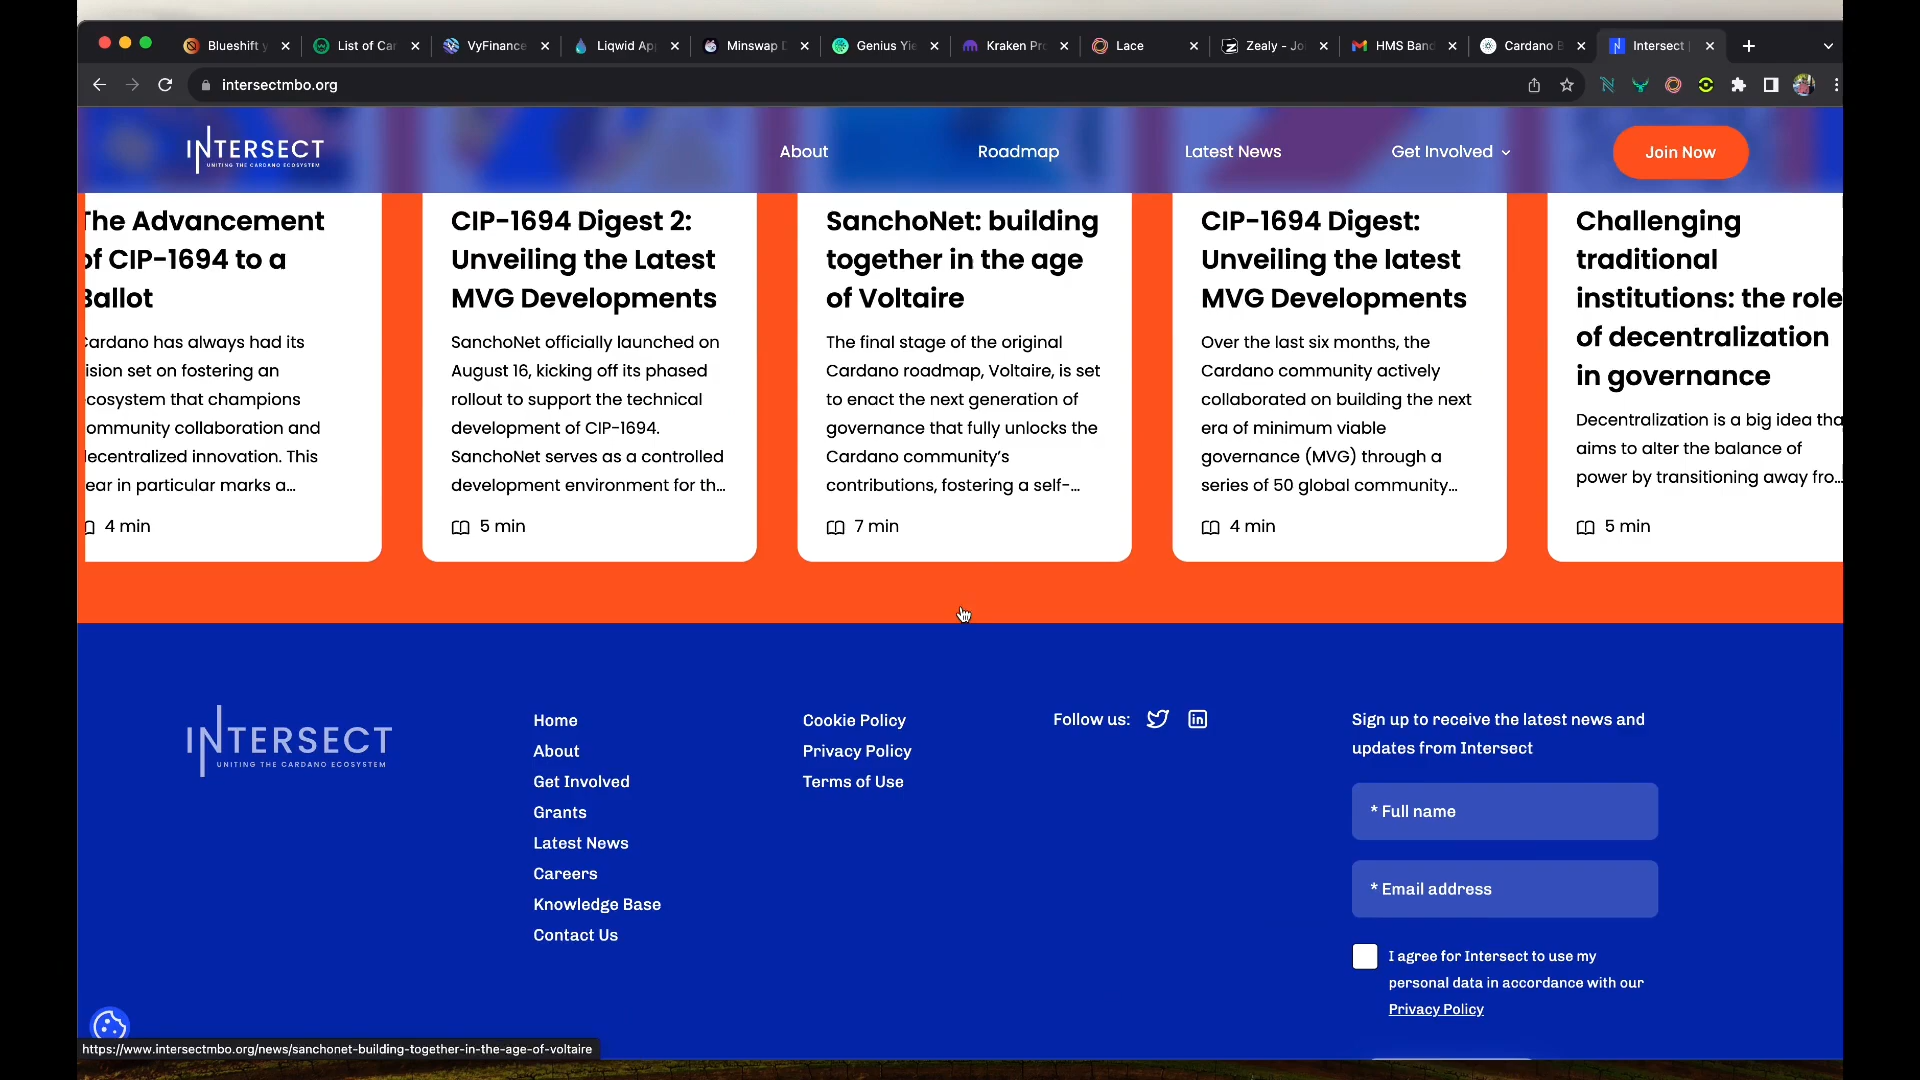 Blueshift y
List of Car
VyFinance
Liqwid App
Minswap D
Genius Yie
Kraken Pro
Lace
Zealy - Joi
HMS Band
Cardano B
Intersect |
intersectmbo.org
INTERSECT
UNITING THE CARDANO ECOSYSTEM
About
Roadmap
Latest News
Get Involved
Join Now
The Advancement
of CIP-1694 to a
Ballot
Cardano has always had its
ision set on fostering an
cosystem that champions
ommunity collaboration and
ecentralized innovation. This
ear in particular marks a...
4 min
CIP-1694 Digest 2:
Unveiling the Latest
MVG Developments
SanchoNet officially launched on
August 16, kicking off its phased
rollout to support the technical
development of CIP-1694.
SanchoNet serves as a controlled
development environment for th...
5 min
SanchoNet: building
together in the age
of Voltaire
The final stage of the original
Cardano roadmap, Voltaire, is set
to enact the next generation of
governance that fully unlocks the
Cardano community's
contributions, fostering a self-...
7 min
CIP-1694 Digest:
Unveiling the latest
MVG Developments
Over the last six months, the
Cardano community actively
collaborated on building the next
era of minimum viable
governance (MVG) through a
series of 50 global community...
4 min
Challenging
traditional
institutions: the role
of decentralization
in governance
Decentralization is a big idea tha
aims to alter the balance of
power by transitioning away fro...
5 min
INTERSECT
UNITING THE CARDANO ECOSYSTEM
Home
About
Get Involved
Grants
Latest News
Careers
Knowledge Base
Contact Us
Cookie Policy
Privacy Policy
Terms of Use
Follow us:
Sign up to receive the latest news and
updates from Intersect
* Full name
* Email address
I agree for Intersect to use my
personal data in accordance with our
Privacy Policy
https://www.intersectmbo.org/news/sanchonet-building-together-in-the-age-of-voltaire